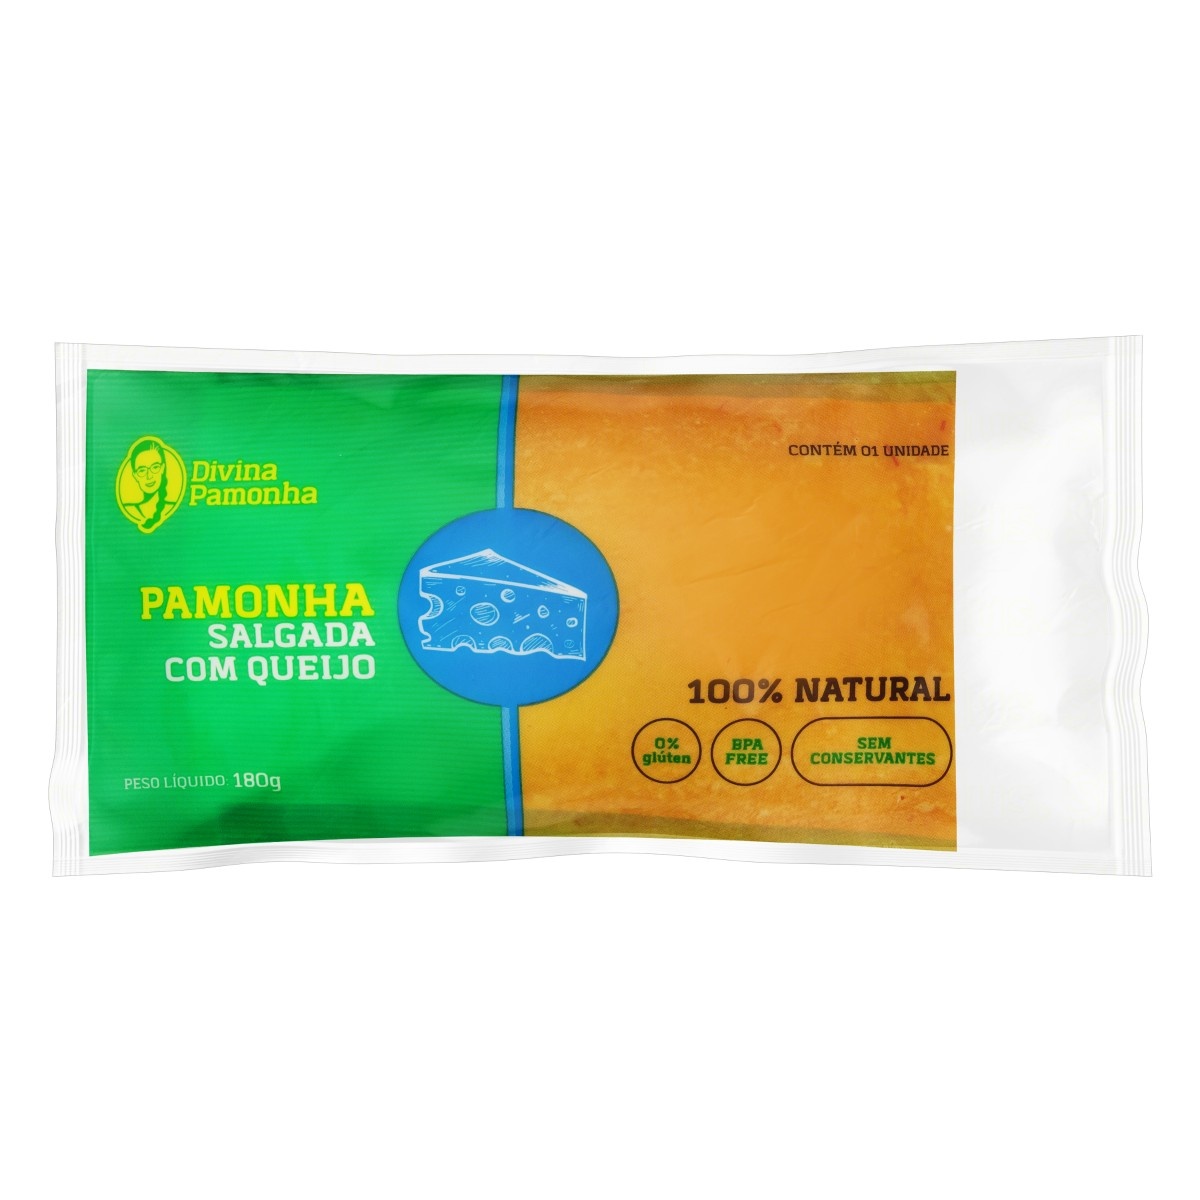 Divina
Pamonha
PAMONHA
SALGADA
COM QUEIJO
PESO LÍQUIDO: 180g
CONTÉM 01 UNIDADE
100% NATURAL
0%
glúten
BPA
FREE
SEM
CONSERVANTES